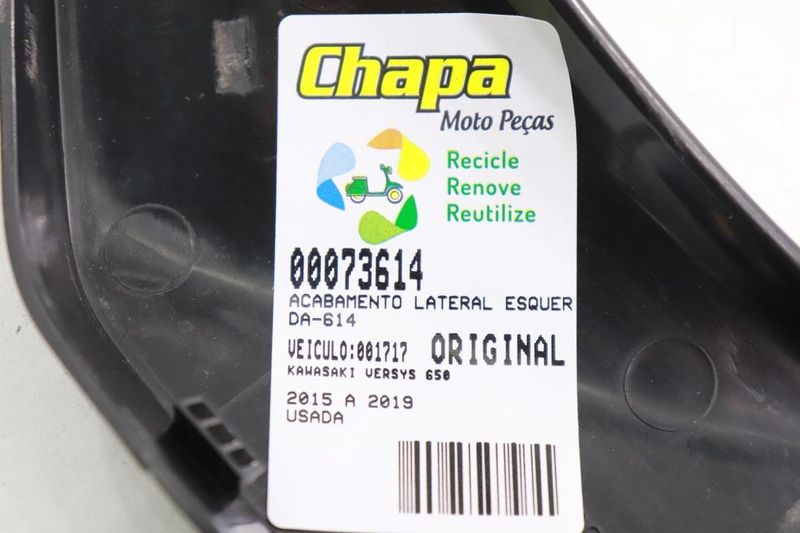 Chapa
Moto Peças
Recicle
Renove
Reutilize
00073614
ACABAMENTO LATERAL ESQUER
DA-614
VEICULO:001717 ORIGINAL
KAWASAKI VERSYS 650
2015 A 2019
USADA